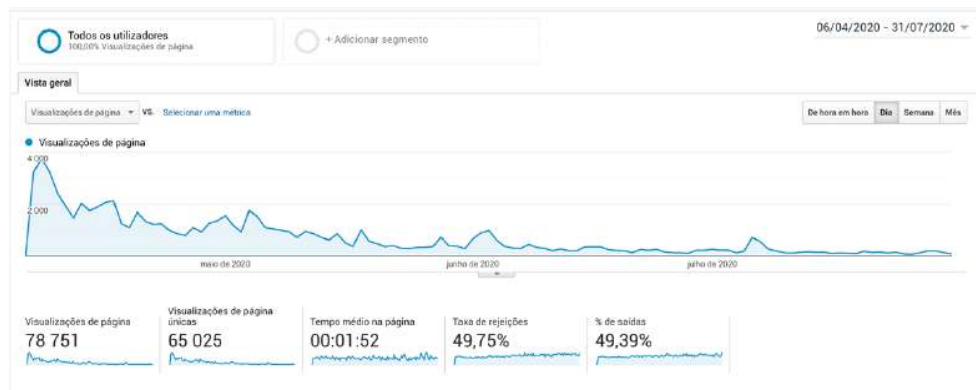 Todos os utilizadores
100,00% Visualizações de página
+ Adicionar segmento
06/04/2020 - 31/07/2020
Vista geral
Visualizações de página
VS.
Selecionar uma métrica
De hora em hora
Dia
Semana
Mês
Visualizações de página
4 000
2 000
maio de 2020
junho de 2020
julho de 2020
Visualizações de página
78 751
Visualizações de página
únicas
65 025
Tempo médio na página
00:01:52
Taxa de rejeições
49,75%
% de saídas
49,39%